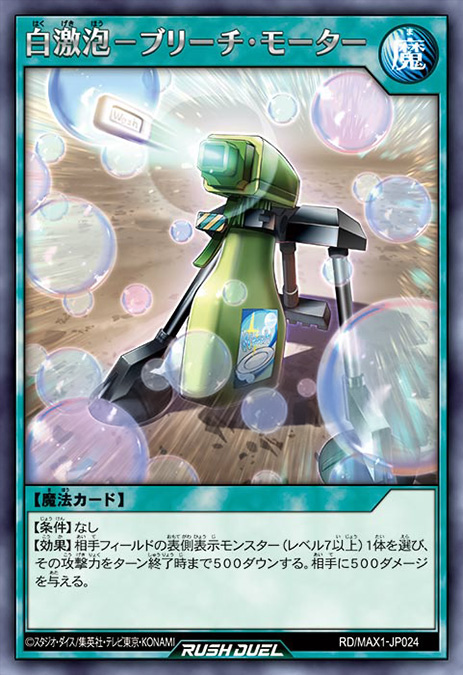 白激泡－ブリーチ・モーター
魔
Wash
【魔法カード】
【条件】なし
【効果】相手フィールドの表側表示モンスター（レベル7以上）1体を選び、
その攻撃力をターン終了時まで500ダウンする。相手に500ダメージ
を与える。
©スタジオ・ダイス/集英社・テレビ東京・KONAMI
RUSH DUEL
RD/MAX1-JP024